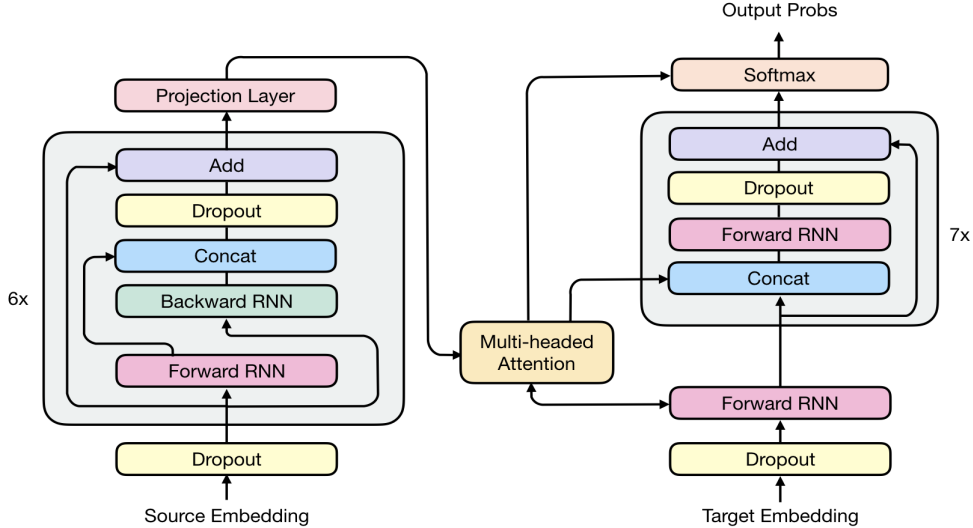 Output Probs
Softmax
Projection Layer
Add
Dropout
Concat
Backward RNN
Forward RNN
6x
Dropout
Source Embedding
Multi-headed
Attention
Add
Dropout
Forward RNN
Concat
7x
Forward RNN
Dropout
Target Embedding